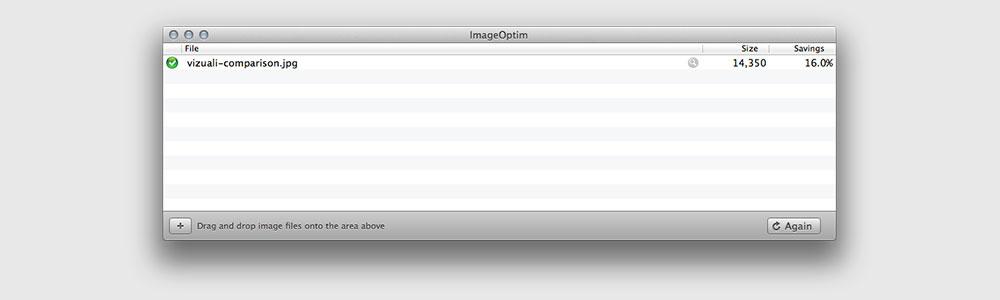 ImageOptim
File Size Savings
vizuali-comparison.jpg 14,350 16.0%
+ Drag and drop image files onto the area above Again